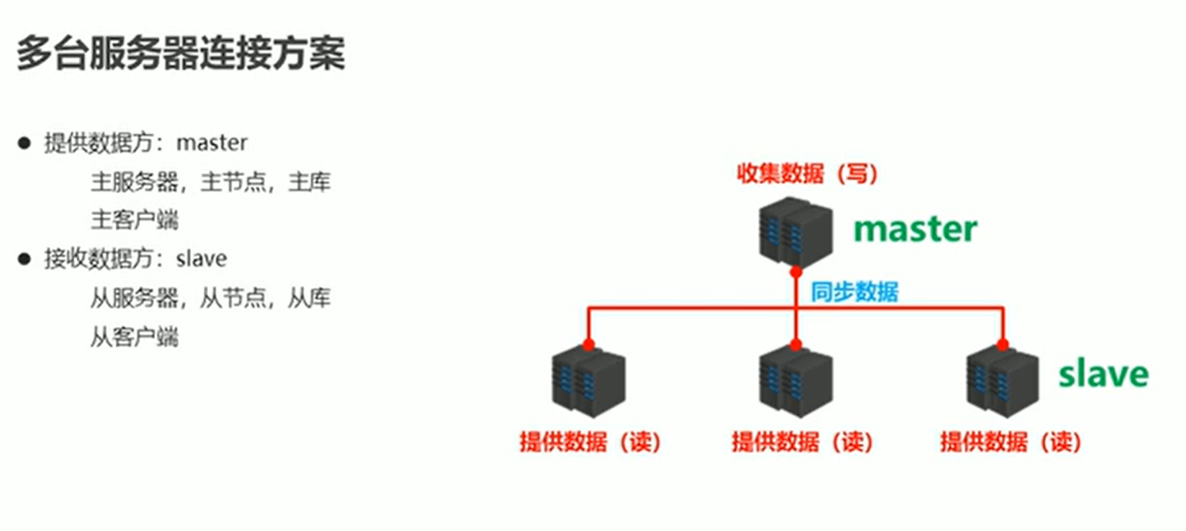 多台服务器连接方案
● 提供数据方：master
主服务器，主节点，主库
主客户端
● 接收数据方：slave
从服务器，从节点，从库
从客户端
收集数据（写）
master
同步数据
slave
提供数据（读）
提供数据（读）
提供数据（读）